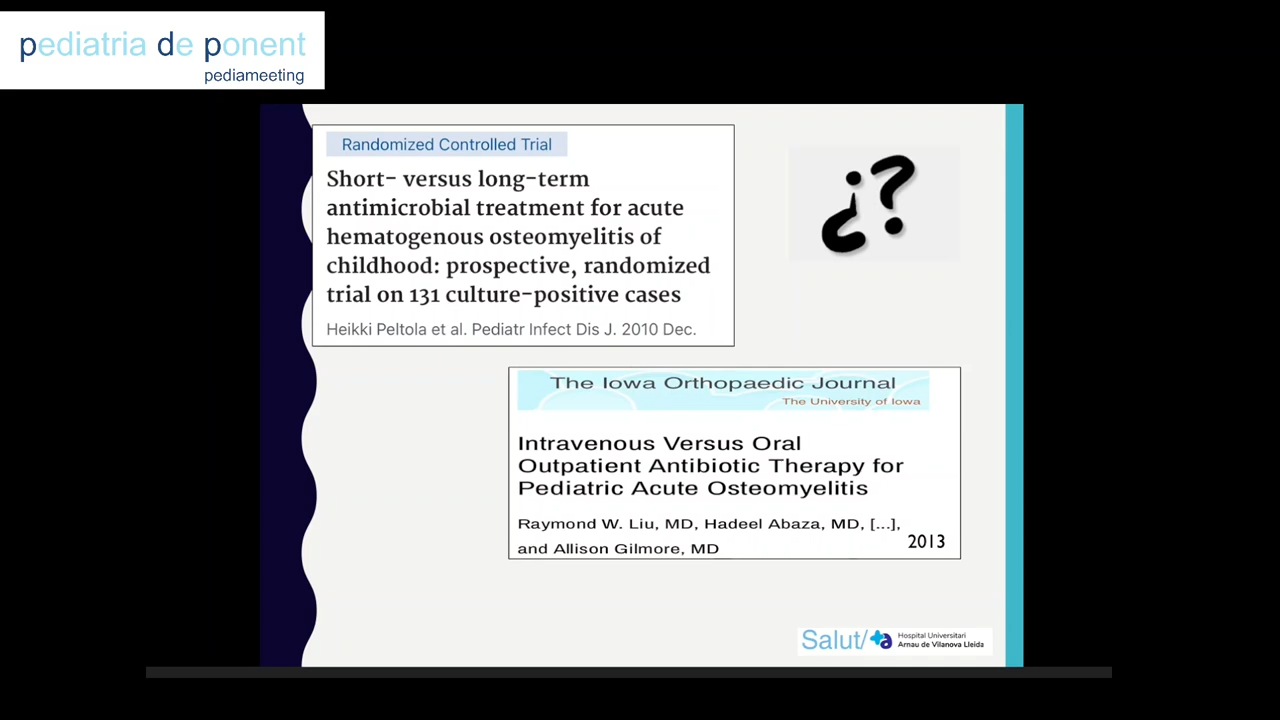 pediatria de ponent
pediameeting
Randomized Controlled Trial
Short- versus long-term
antimicrobial treatment for acute
hematogenous osteomyelitis of
childhood: prospective, randomized
trial on 131 culture-positive cases
Heikki Peltola et al. Pediatr Infect Dis J. 2010 Dec.
¿?
The Iowa Orthopaedic Journal
The University of Iowa
Intravenous Versus Oral
Outpatient Antibiotic Therapy for
Pediatric Acute Osteomyelitis
Raymond W. Liu, MD, Hadeel Abaza, MD, [...],
and Allison Gilmore, MD
2013
Salut/
Hospital Universitari
Arnau de Vilanova Lleida